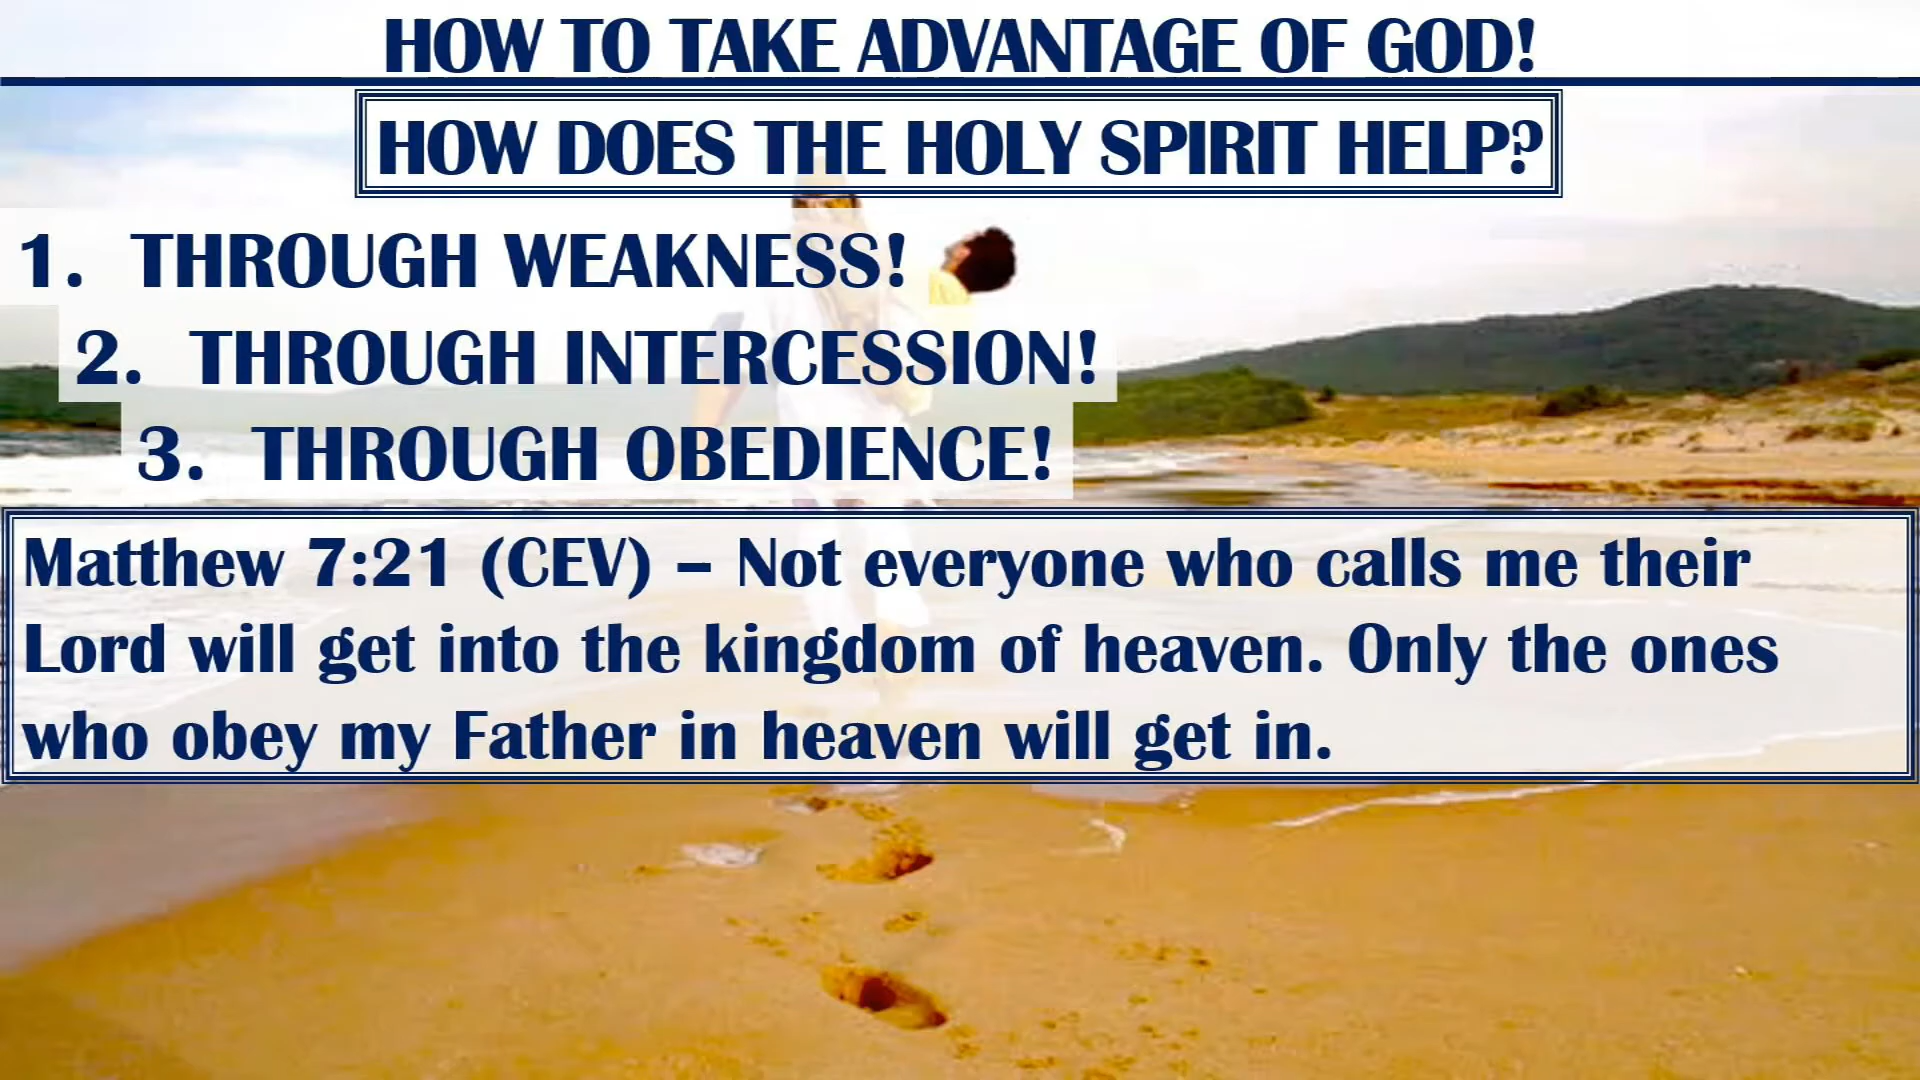 HOW TO TAKE ADVANTAGE OF GOD!
HOW DOES THE HOLY SPIRIT HELP?
1. THROUGH WEAKNESS!
2. THROUGH INTERCESSION!
3. THROUGH OBEDIENCE!
Matthew 7:21 (CEV) – Not everyone who calls me their
Lord will get into the kingdom of heaven. Only the ones
who obey my Father in heaven will get in.